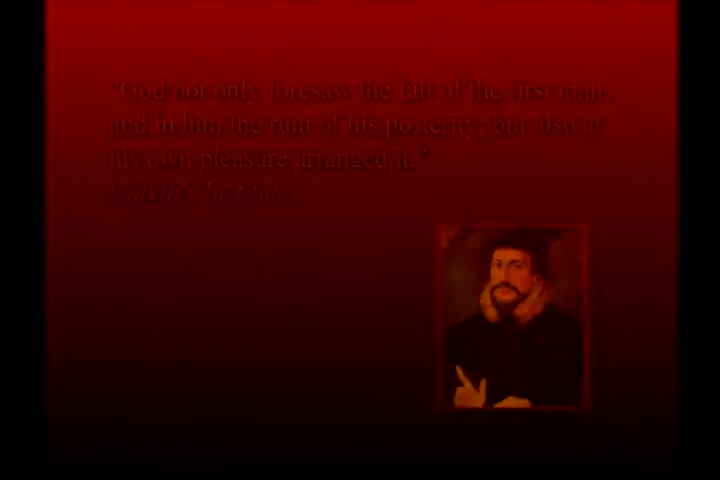 "God not only foresaw the fall of the first man,
and in him the ruin of his posterity; but also at
his own pleasure arranged it."